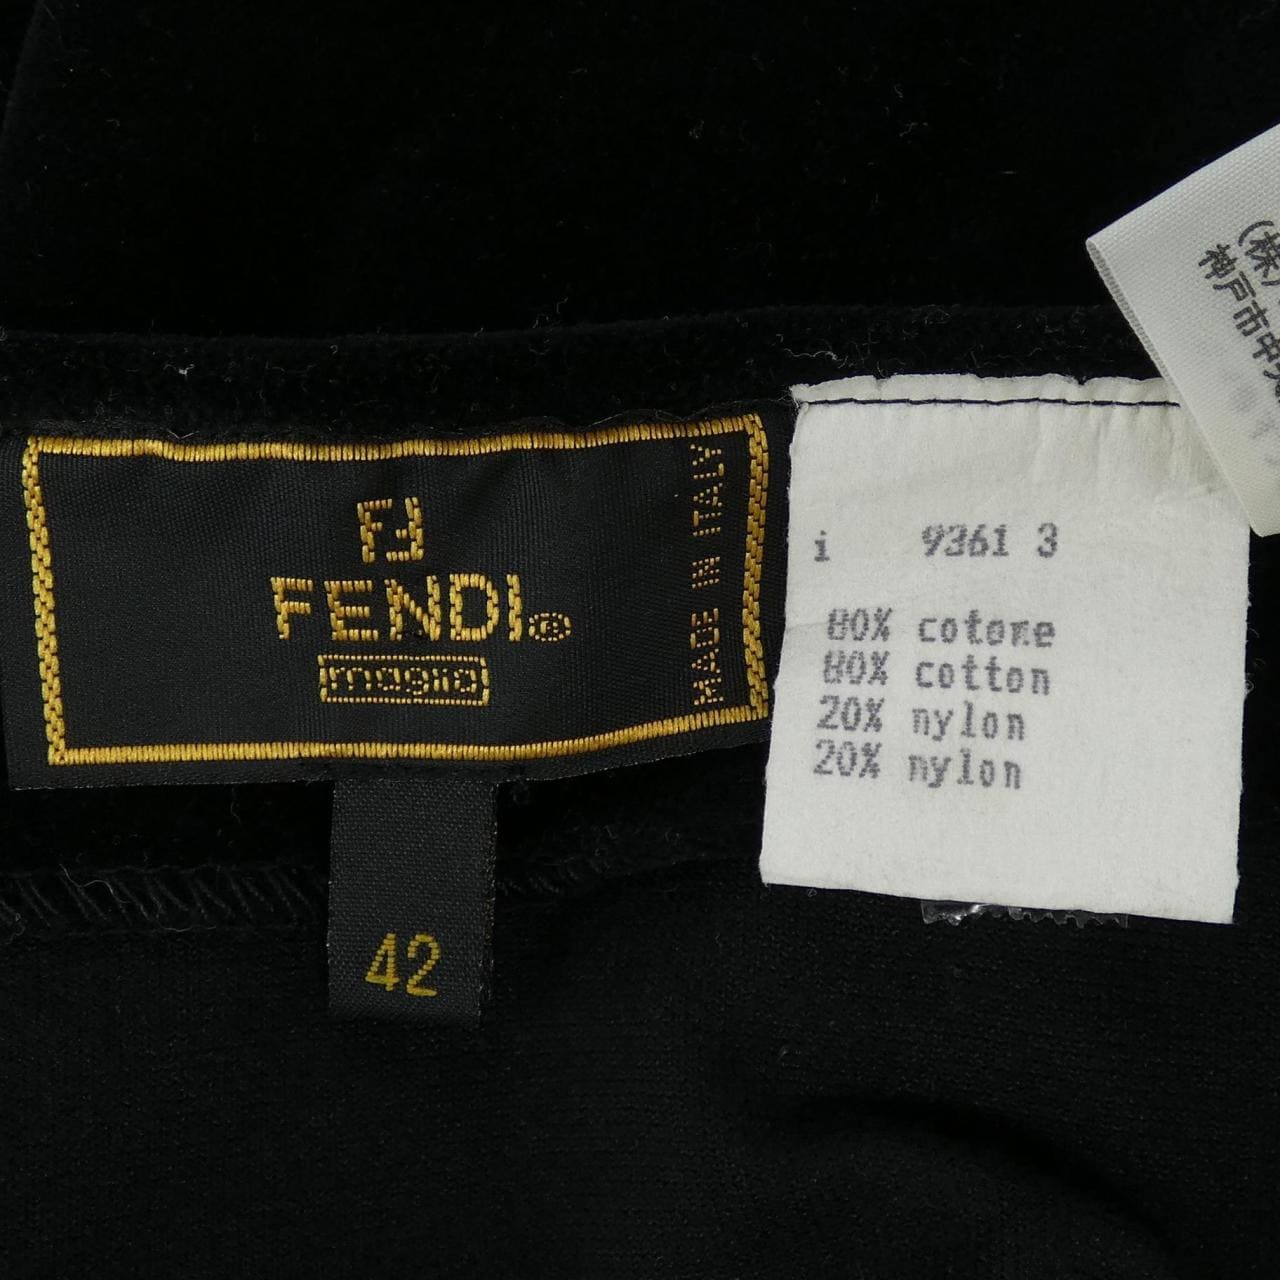 FF
FENDI®
maglia
MADE IN ITALY
42
i 9361 3
80% cotone
80% cotton
20% nylon
20% nylon
(株)
神戸市中央